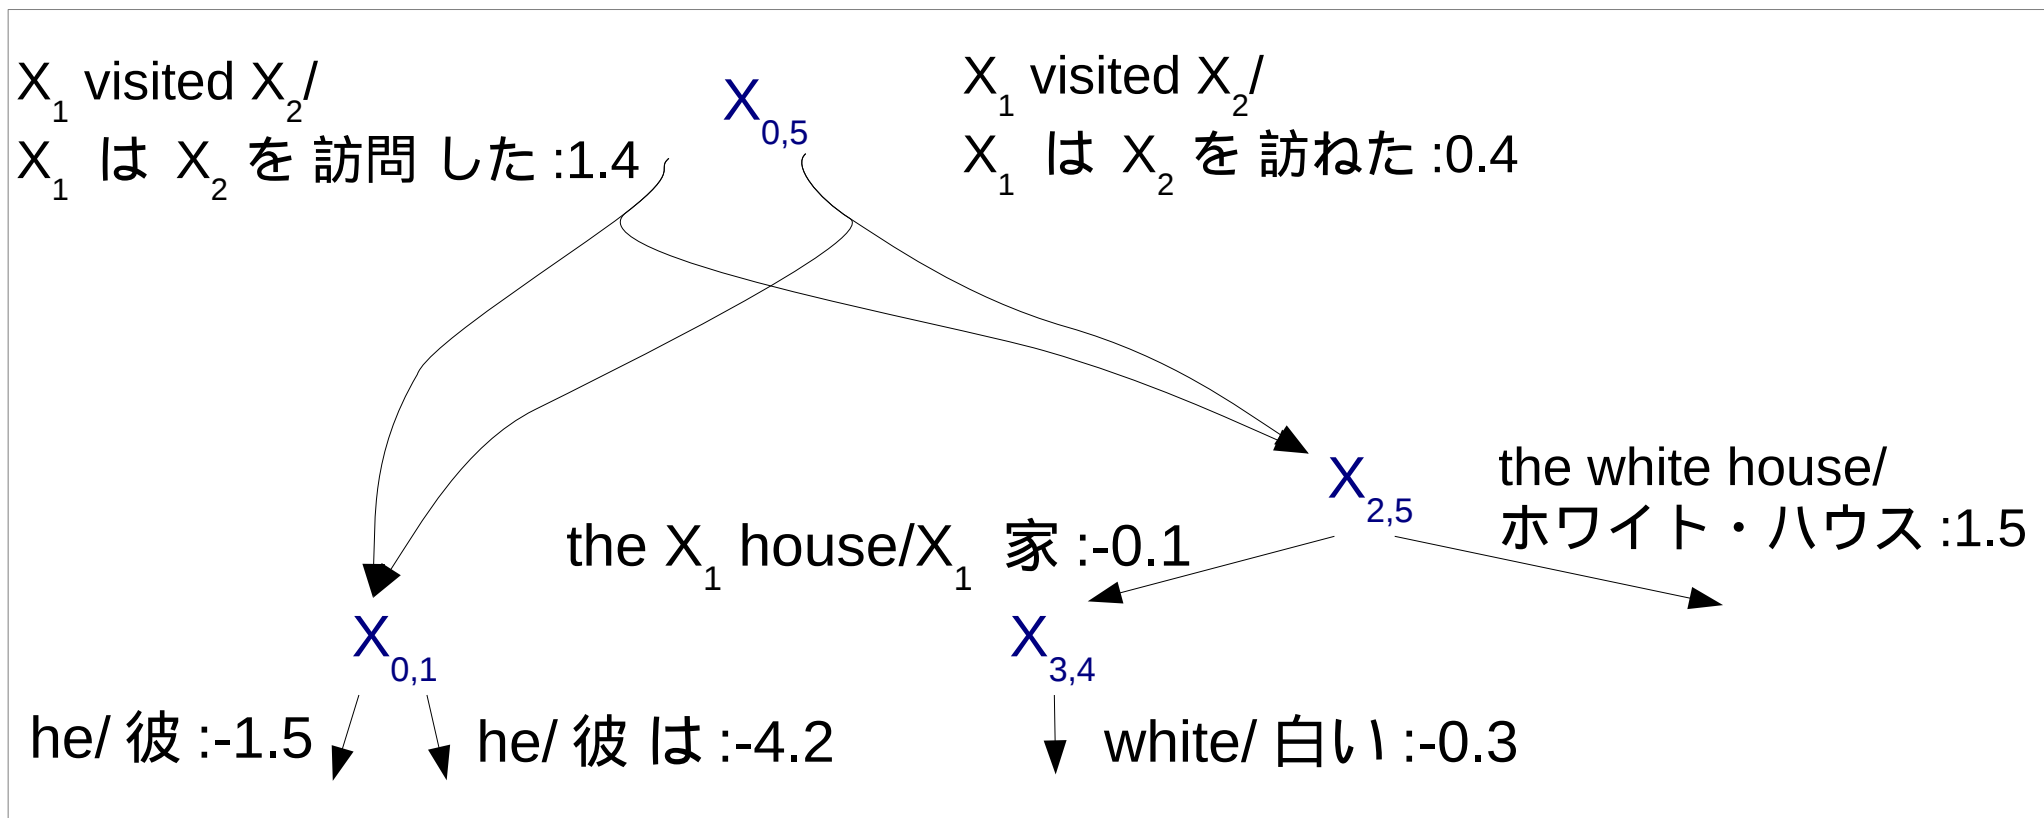 X1 visited X2/
X1 は X2 を 訪問 した :1.4
X0,5
X1 visited X2/
X1 は X2 を 訪ねた :0.4
X2,5
the white house/
ホワイト・ハウス :1.5
the X1 house/X1 家 :-0.1
X0,1
X3,4
he/ 彼 :-1.5
he/ 彼 は :-4.2
white/ 白い :-0.3